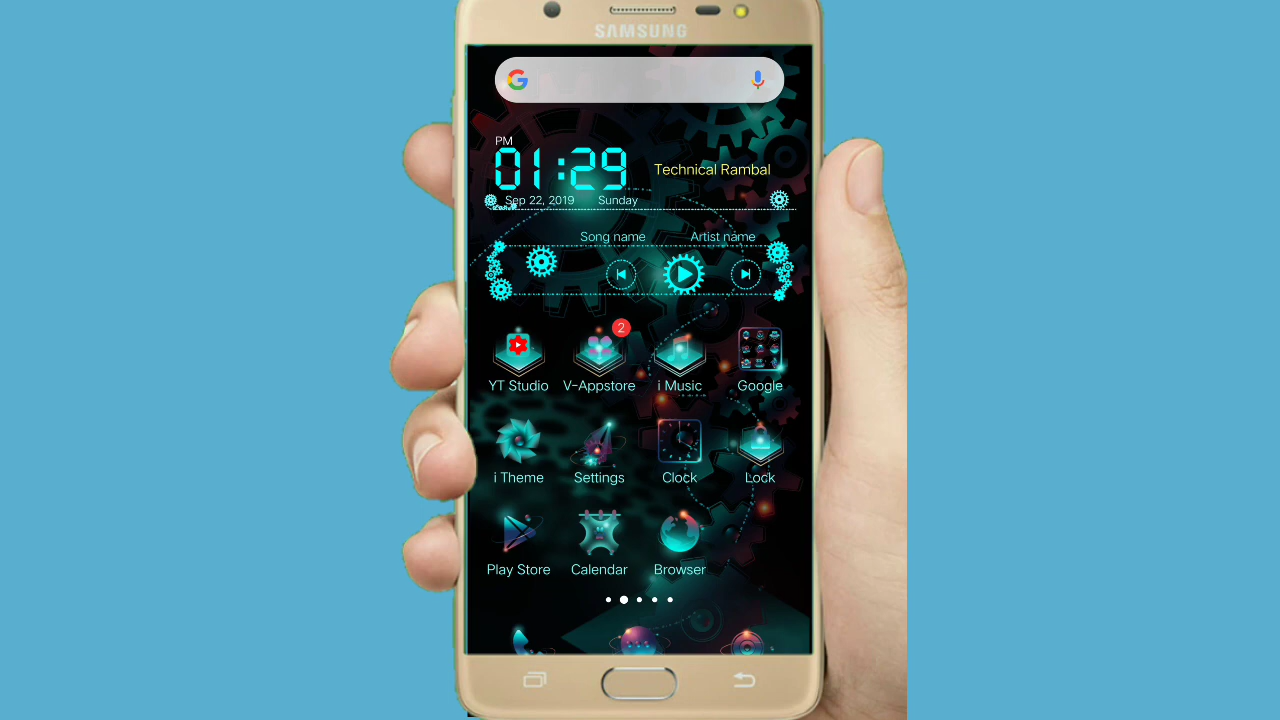 SAMSUNG
PM
01:29
Technical Rambal
Sep 22, 2019 Sunday
Song name Artist name
2
YT Studio V-Appstore i Music Google
i Theme Settings Clock Lock
Play Store Calendar Browser